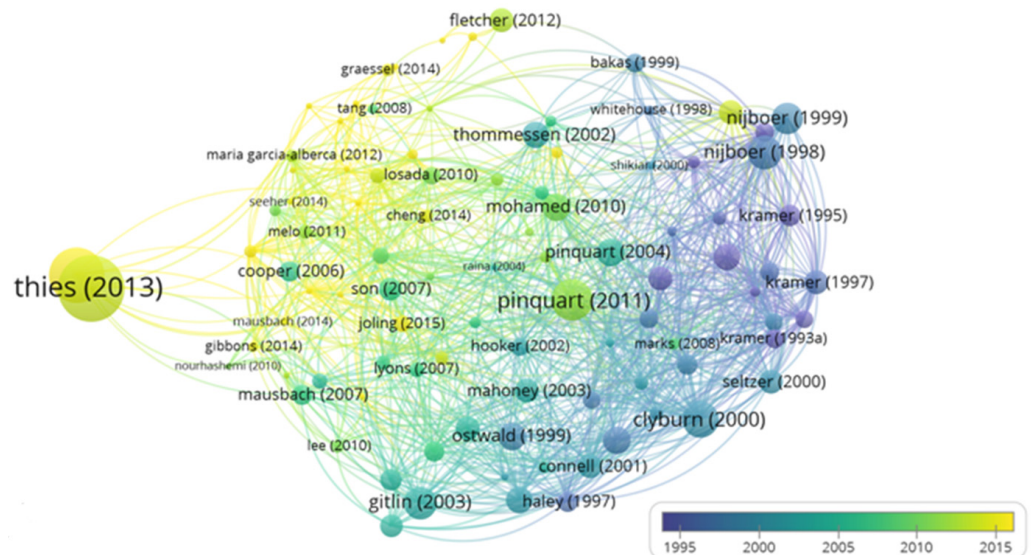 fletcher (2012)
bakas (1999)
graessel (2014)
tang (2008)
whitehouse (1998)
nijboer (1999)
thommessen (2002)
nijboer (1998)
maria garcia-alberca (2012)
shikiar (2000)
losada (2010)
seeher (2014)
mohamed (2010)
cheng (2014)
kramer (1995)
melo (2011)
pinquart (2004)
raina (2004)
cooper (2006)
kramer (1997)
thies (2013)
son (2007)
pinquart (2011)
mausbach (2014)
joling (2015)
kramer (1993a)
marks (2008)
gibbons (2014)
hooker (2002)
nourhashemi (2010)
lyons (2007)
seltzer (2000)
mausbach (2007)
mahoney (2003)
clyburn (2000)
ostwald (1999)
lee (2010)
connell (2001)
gitlin (2003)
haley (1997)
1995 2000 2005 2010 2015